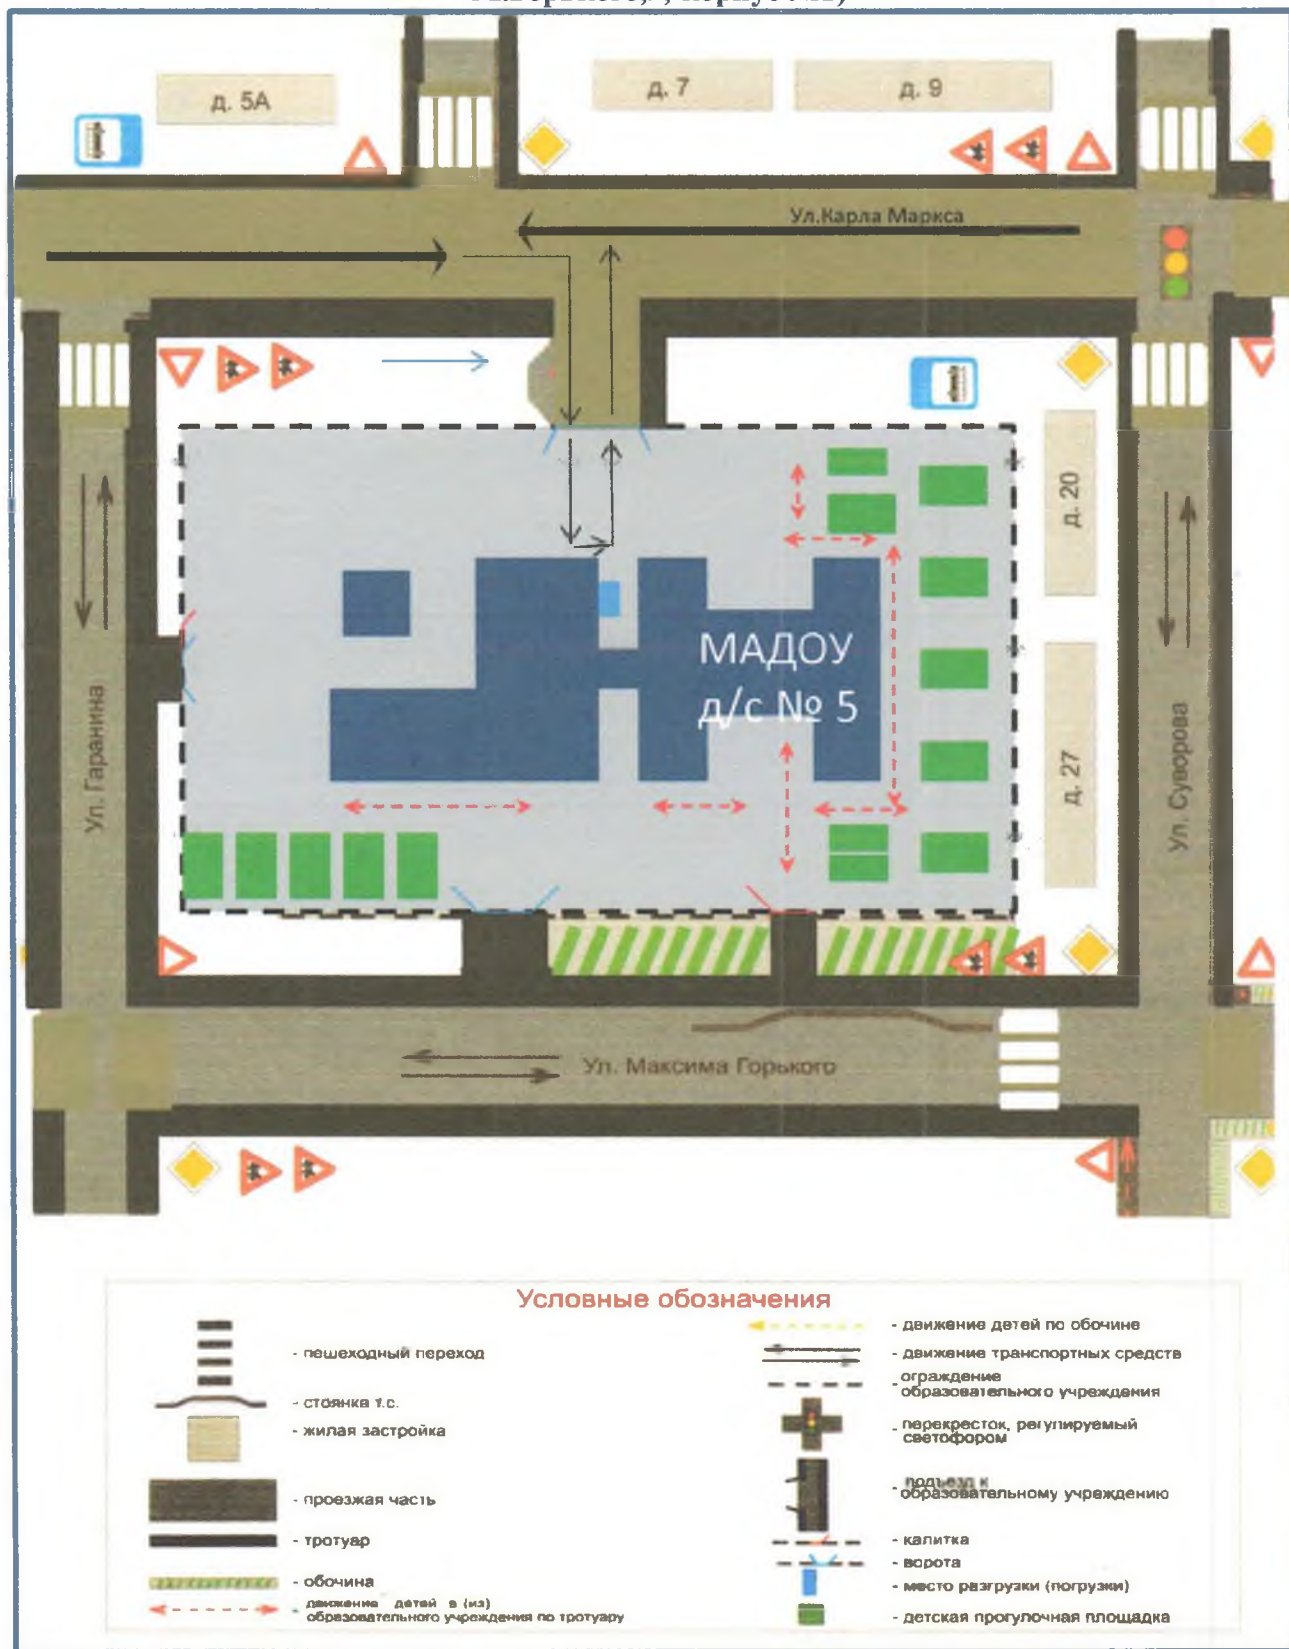 д. 5А
д. 7
д. 9
Ул.Карла Маркса
д. 20
МАДОУ
д/с № 5
д. 27
Ул. Гаранина
Ул. Суворова
Ул. Максима Горького
Условные обозначения
- пешеходный переход
- стоянка т.с.
- жилая застройка
- проезжая часть
- тротуар
- обочина
- движение детей в (из)
образовательного учреждения по тротуару
- движение детей по обочине
- движение транспортных средств
- ограждение
образовательного учреждения
- перекресток, регулируемый
светофором
- подъезд к
образовательному учреждению
- калитка
- ворота
- место разгрузки (погрузки)
- детская прогулочная площадка